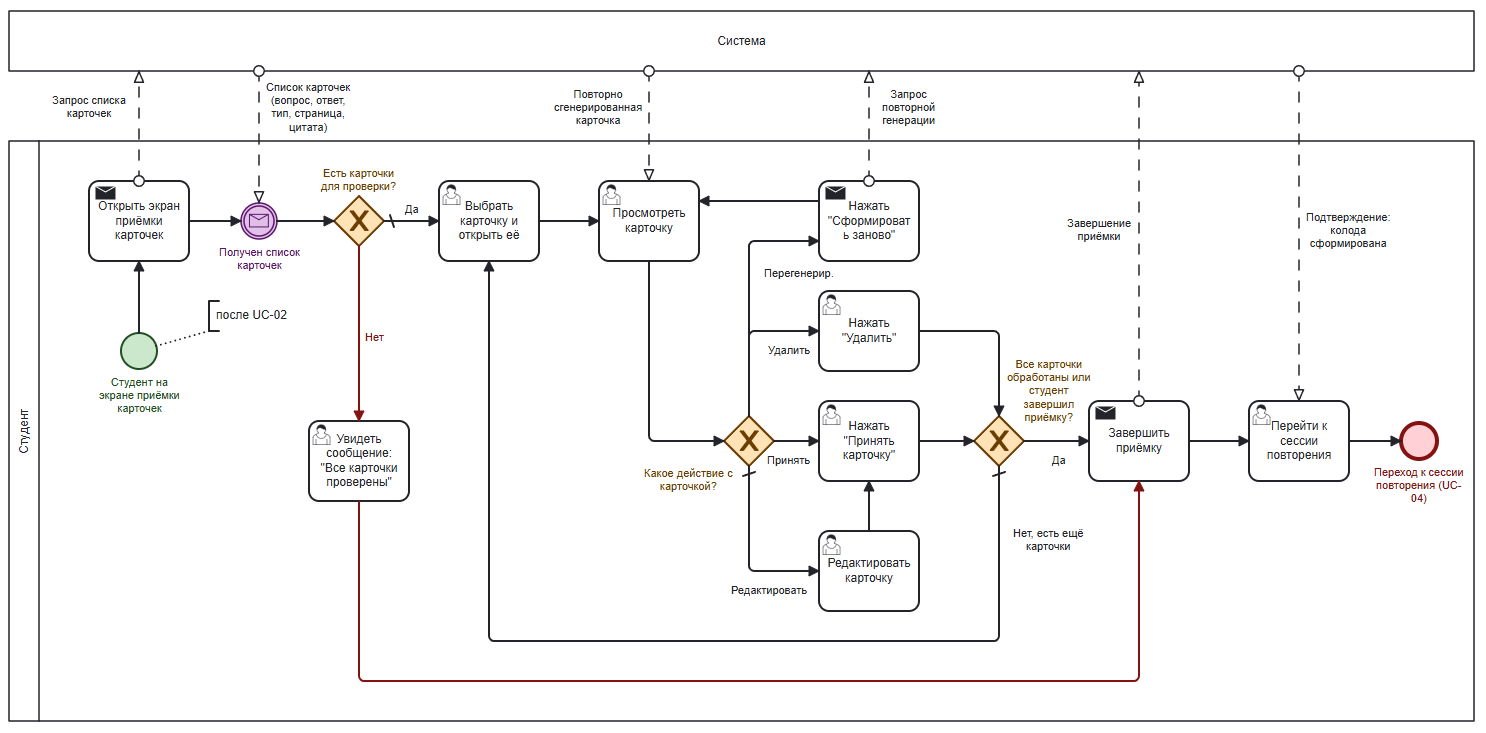 Система
Запрос списка
карточек
Список карточек
(вопрос, ответ,
тип, страница,
цитата)
Повторно
сгенерированная
карточка
Запрос
повторной
генерации
Завершение
приёмки
Подтверждение:
колода
сформирована
Студент
Открыть экран
приёмки
карточек
Получен список
карточек
Есть карточки
для проверки?
Да
Выбрать
карточку и
открыть её
Просмотреть
карточку
Нажать
"Сформироват
ь заново"
Перегенерир.
после UC-02
Студент на
экране приёмки
карточек
Нет
Нажать
"Удалить"
Удалить
Все карточки
обработаны или
студент
завершил
приёмку?
Увидеть
сообщение:
"Все карточки
проверены"
Какое действие с
карточкой?
Принять
Нажать
"Принять
карточку"
Да
Завершить
приёмку
Перейти к
сессии
повторения
Переход к сессии
повторения (UC-
04)
Нет, есть ещё
карточки
Редактировать
Редактировать
карточку